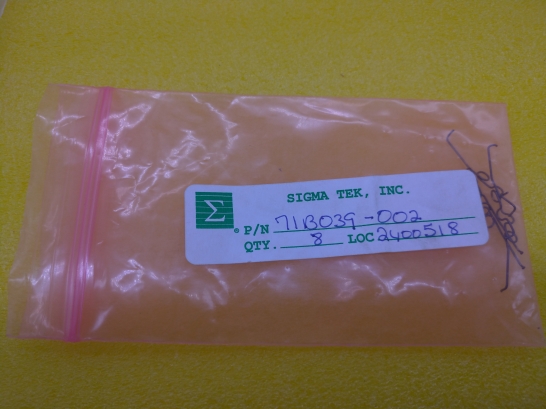 Σ
SIGMA TEK, INC.
P/N 71B039-002
QTY. 8 LOC 2400518